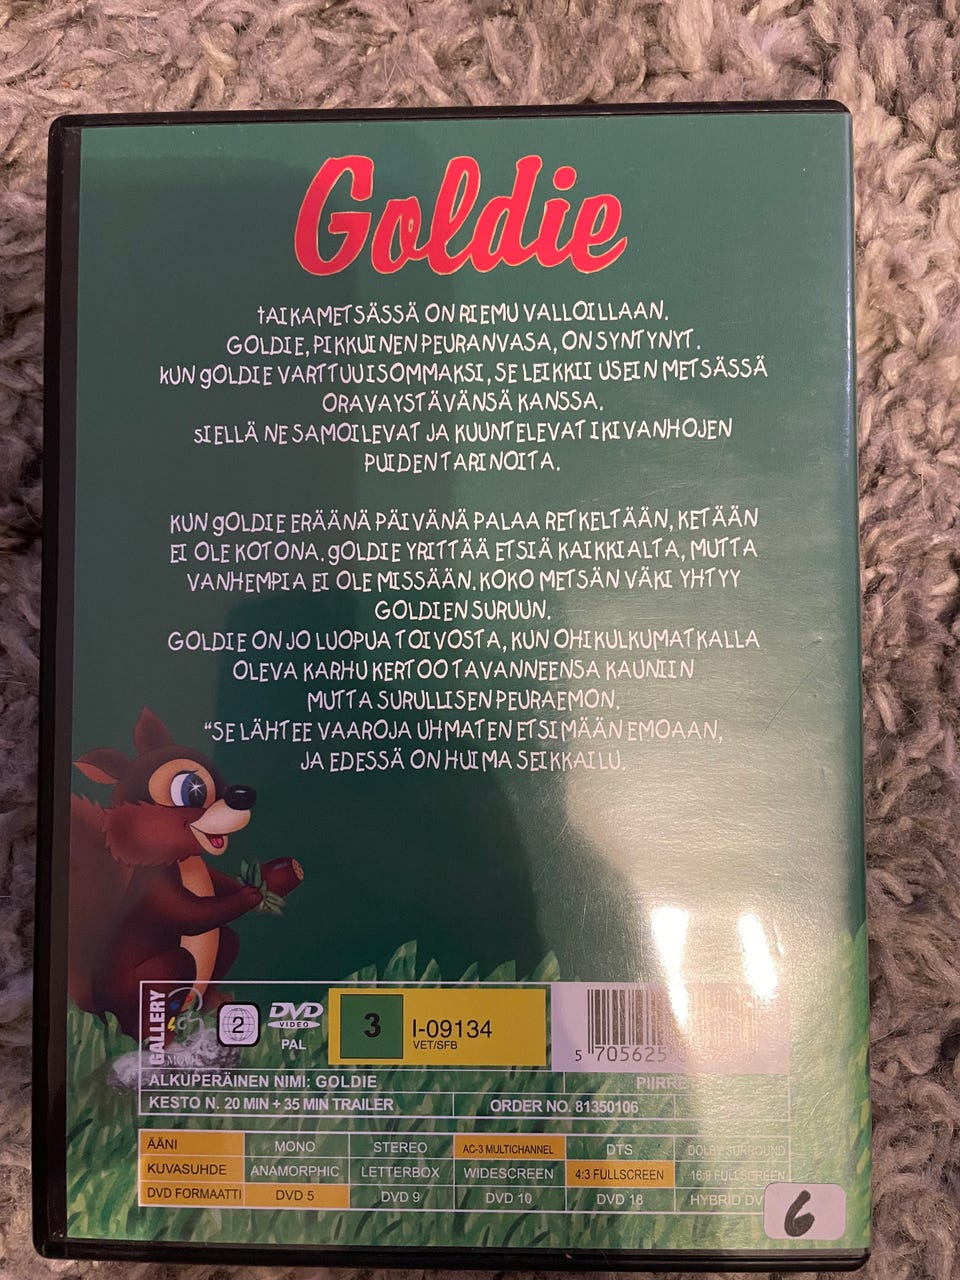 Goldie
tAIKAMETSÄSSÄ ON RIEMU VALLOILLAAN.
GOLDIE, PIKKUINEN PEURANVASA, ON SYNTYNYT.
KUN gOLDIE VARTTUU ISOMMAKSI, SE LEIKKII USEIN METSÄSSÄ
ORAVAYSTÄVÄNSÄ KANSSA.
SIELLÄ NE SAMOILEVAT JA KUUNTELEVAT IKIVANHOJEN
PUIDEN TARINOITA.
KUN gOLDIE ERÄÄNÄ PÄIVÄNÄ PALAA RETKELTÄÄN, KETÄÄN
EI OLE KOTONA. gOLDIE YRITTÄÄ ETSIÄ KAIKKIALTA, MUTTA
VANHEMPIA EI OLE MISSÄÄN. KOKO METSÄN VÄKI YHTYY
GOLDIEN SURUUN.
GOLDIE ON JO LUOPUA TOIVOSTA, KUN OHIKULKUMATKALLA
OLEVA KARHU KERTOO TAVANNEENSA KAUNIIN
MUTTA SURULLISEN PEURAEMON.
"SE LÄHTEE VAAROJA UHMATEN ETSIMÄÄN EMOAAN,
JA EDESSÄ ON HUIMA SEIKKAILU.
GALLERY
MOVIE
2
DVD
VIDEO
PAL
3
I-09134
VET/SFB
5 705625
ALKUPERÄINEN NIMI: GOLDIE
KESTO N. 20 MIN + 35 MIN TRAILER
ORDER NO. 81350106
ÄÄNI MONO STEREO AC-3 MULTICHANNEL DTS DOLBY SURROUND
KUVASUHDE ANAMORPHIC LETTERBOX WIDESCREEN 4:3 FULLSCREEN 16:9 FULLSCREEN
DVD FORMAATTI DVD 5 DVD 9 DVD 10 DVD 18 HYBRID
6